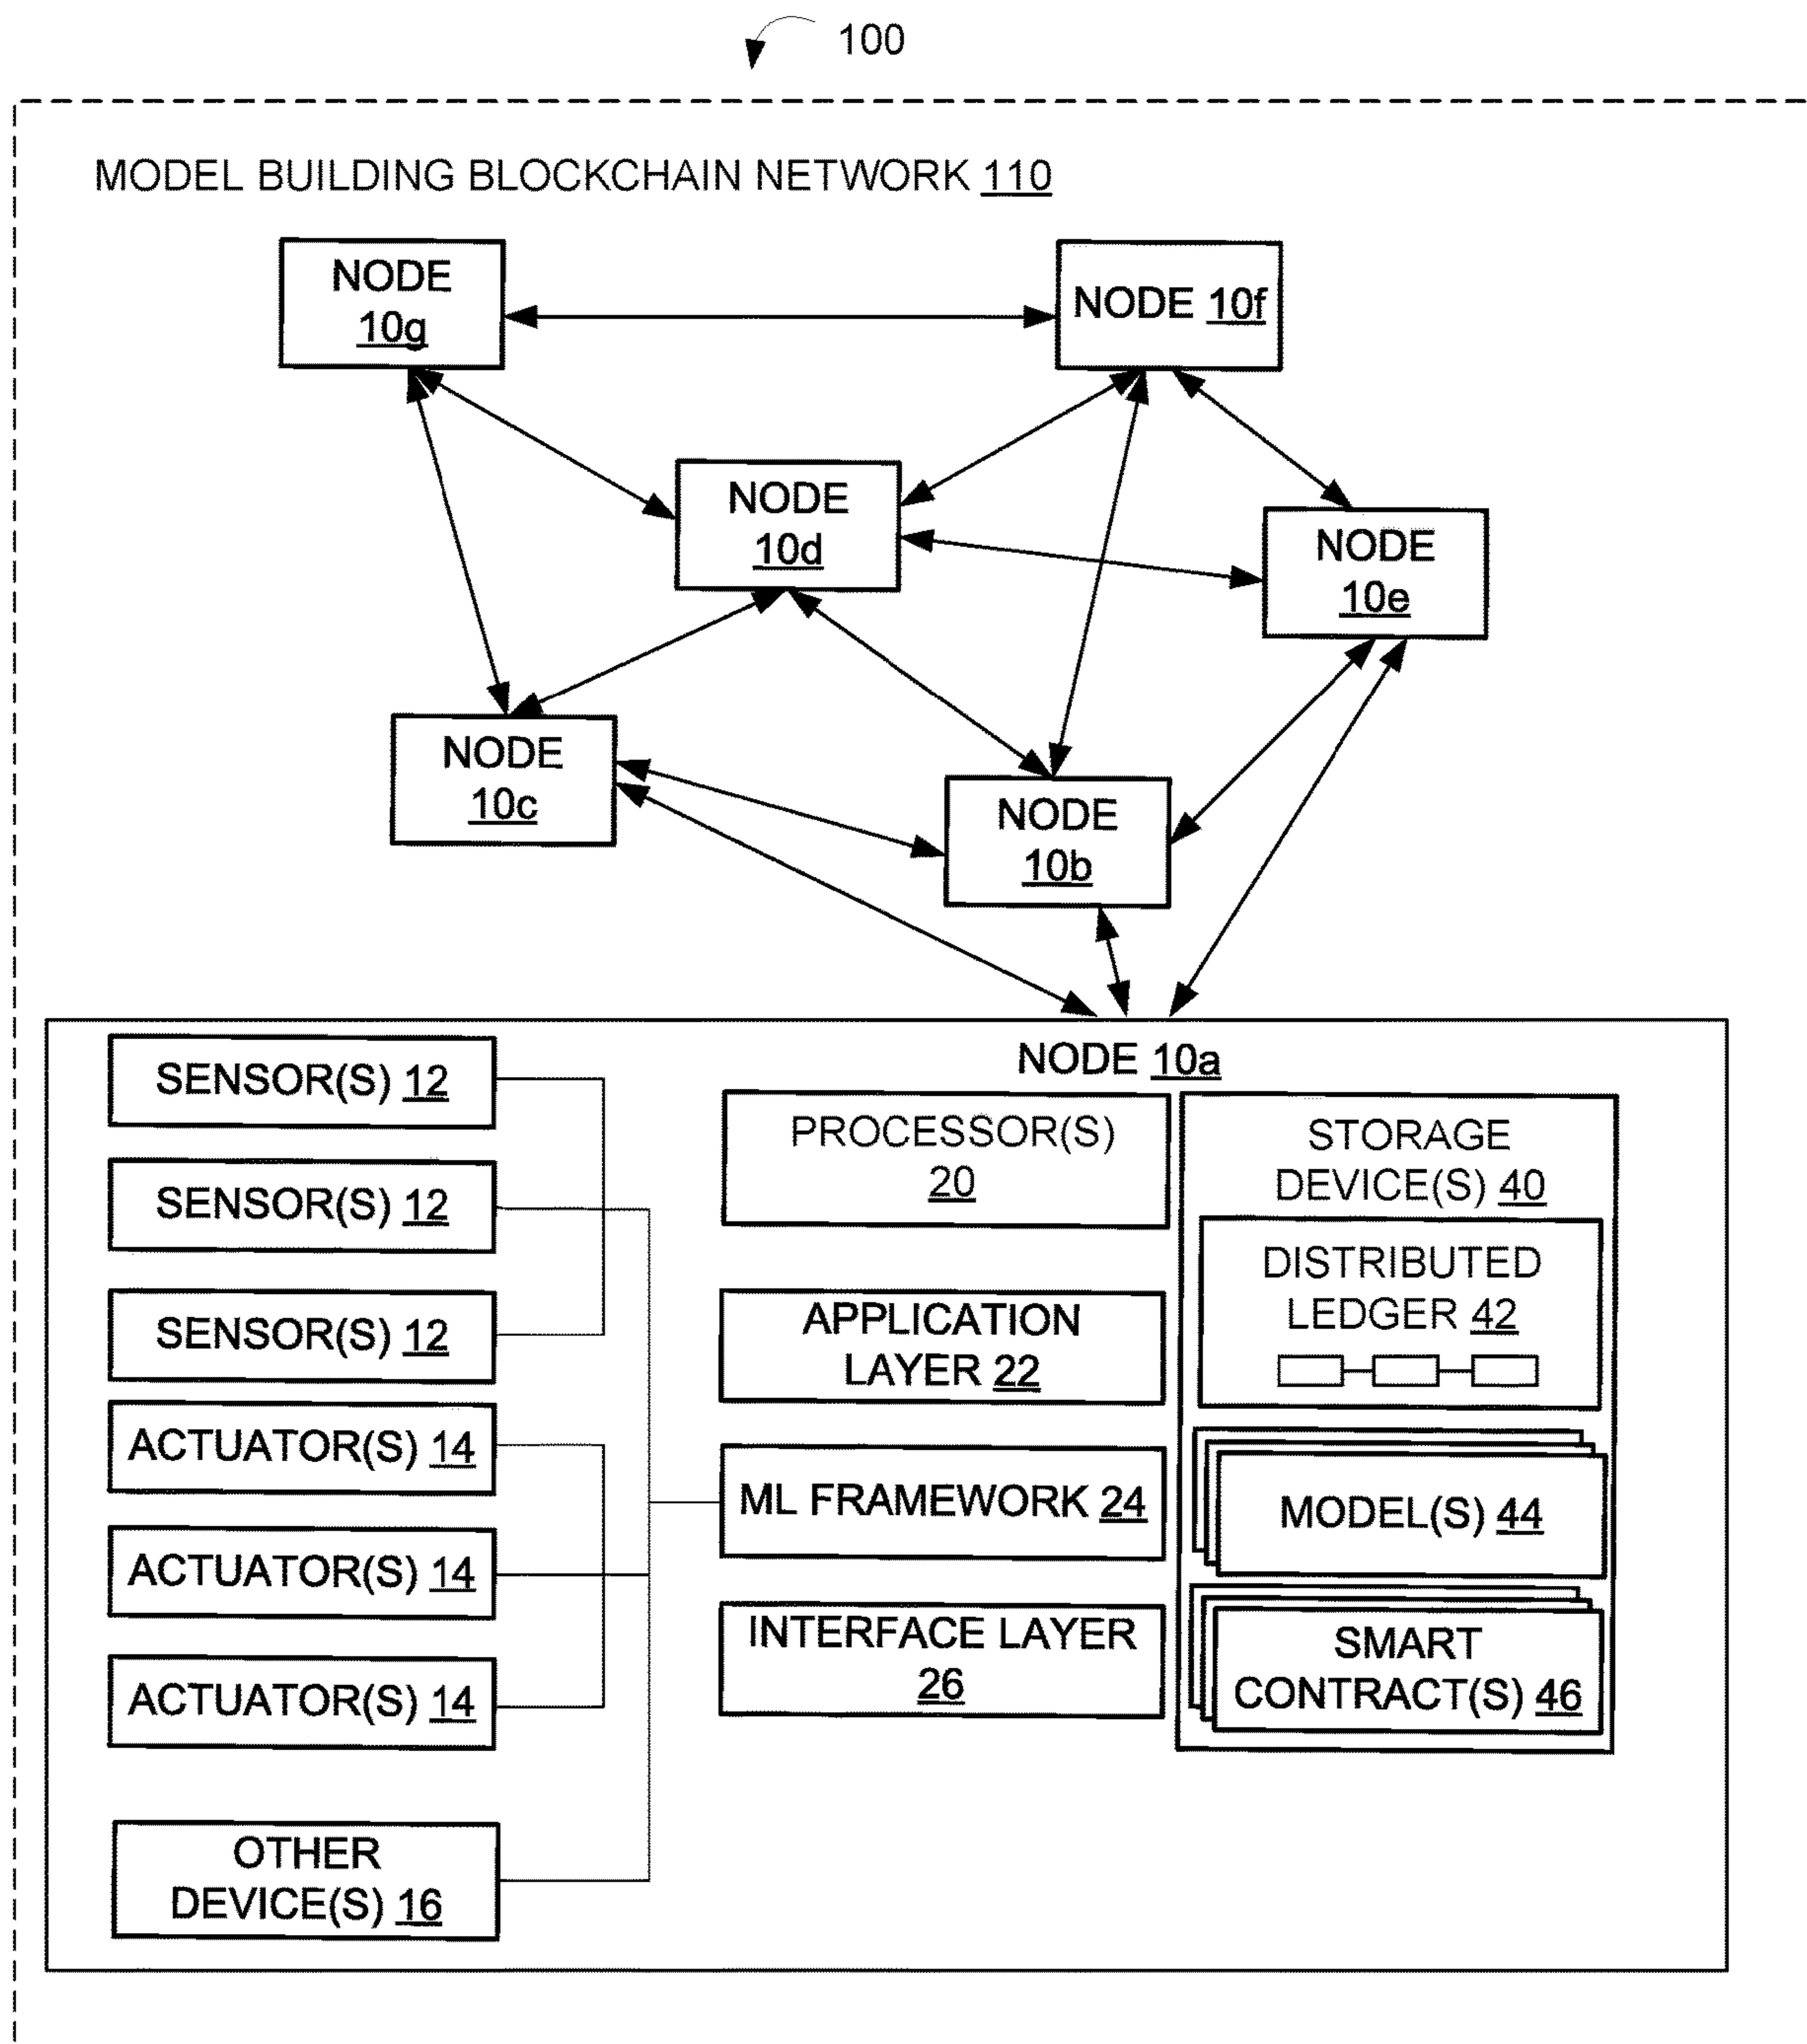 100
MODEL BUILDING BLOCKCHAIN NETWORK 110
NODE
10g
NODE 10f
NODE
10d
NODE
10e
NODE
10c
NODE
10b
NODE 10a
SENSOR(S) 12
SENSOR(S) 12
SENSOR(S) 12
ACTUATOR(S) 14
ACTUATOR(S) 14
ACTUATOR(S) 14
OTHER
DEVICE(S) 16
PROCESSOR(S)
20
APPLICATION
LAYER 22
ML FRAMEWORK 24
INTERFACE LAYER
26
STORAGE
DEVICE(S) 40
DISTRIBUTED
LEDGER 42
MODEL(S) 44
SMART
CONTRACT(S) 46